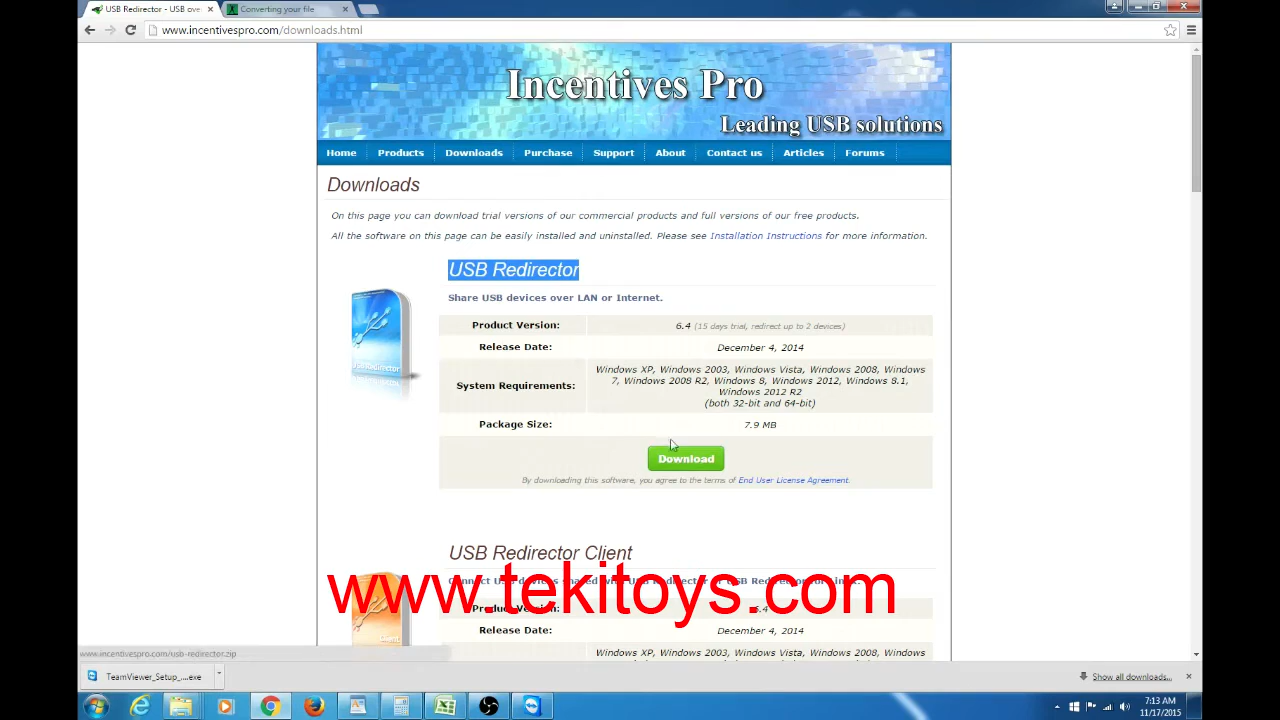 USB Redirector - USB ove
Converting your file
www.incentivespro.com/downloads.html
Incentives Pro
Leading USB solutions
Home
Products
Downloads
Purchase
Support
About
Contact us
Articles
Forums
Downloads
On this page you can download trial versions of our commercial products and full versions of our free products.
All the software on this page can be easily installed and uninstalled. Please see Installation Instructions for more information.
USB Redirector
Share USB devices over LAN or Internet.
Product Version:
6.4 (15 days trial, redirect up to 2 devices)
Release Date:
December 4, 2014
System Requirements:
Windows XP, Windows 2003, Windows Vista, Windows 2008, Windows
7, Windows 2008 R2, Windows 8, Windows 2012, Windows 8.1,
Windows 2012 R2
(both 32-bit and 64-bit)
Package Size:
7.9 MB
Download
By downloading this software, you agree to the terms of End User License Agreement.
USB Redirector Client
www.tekitoys.com
Release Date:
December 4, 2014
Windows XP, Windows 2003, Windows Vista, Windows 2008, Windows
www.incentivespro.com/usb-redirector.zip
TeamViewer_Setup_....exe
Show all downloads...
7:13 AM
11/17/2015